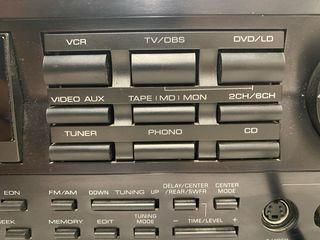 VCR TV/DBS DVD/LD
VIDEO AUX TAPE (MD) MON 2CH/6CH
TUNER PHONO CD
EON FM/AM DOWN TUNING UP DELAY/CENTER
/REAR/SWFR CENTER
MODE
SEEK MEMORY EDIT TUNING
MODE − TIME/LEVEL +